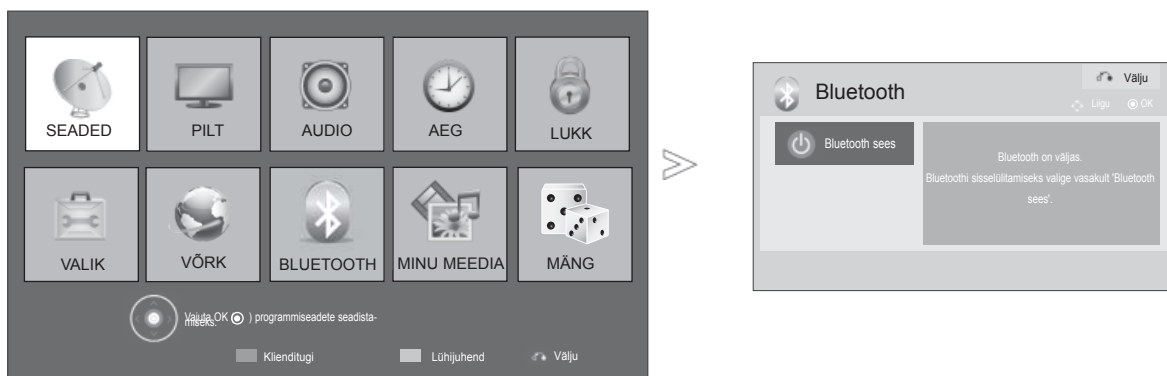 SEADED PILT AUDIO AEG LUKK
VALIK VÕRK BLUETOOTH MINU MEEDIA MÄNG
Vajuta OK ) programmiseadete seadista-
miseks.
Klienditugi Lühijuhend Välju
Bluetooth
Välju
Liigu OK
Bluetooth sees
Bluetooth on väljas.
Bluetoothi sisselülitamiseks valige vasakult 'Bluetooth
sees'.